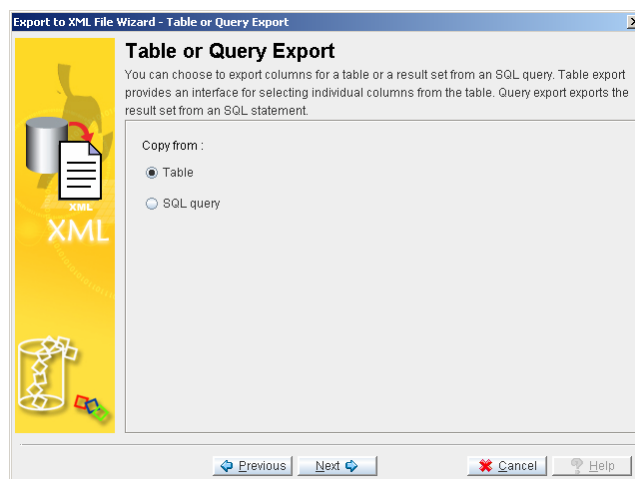 Export to XML File Wizard - Table or Query Export
Table or Query Export
You can choose to export columns for a table or a result set from an SQL query. Table export
provides an interface for selecting individual columns from the table. Query export exports the
result set from an SQL statement.
Copy from :
Table
SQL query
XML
XML
Previous
Next
Cancel
Help